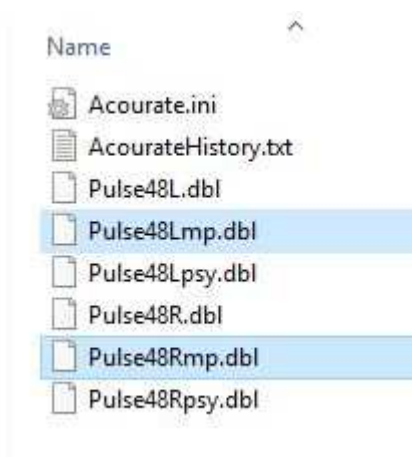 Name
Acourate.ini
AcourateHistory.txt
Pulse48L.dbl
Pulse48Lmp.dbl
Pulse48Lpsy.dbl
Pulse48R.dbl
Pulse48Rmp.dbl
Pulse48Rpsy.dbl